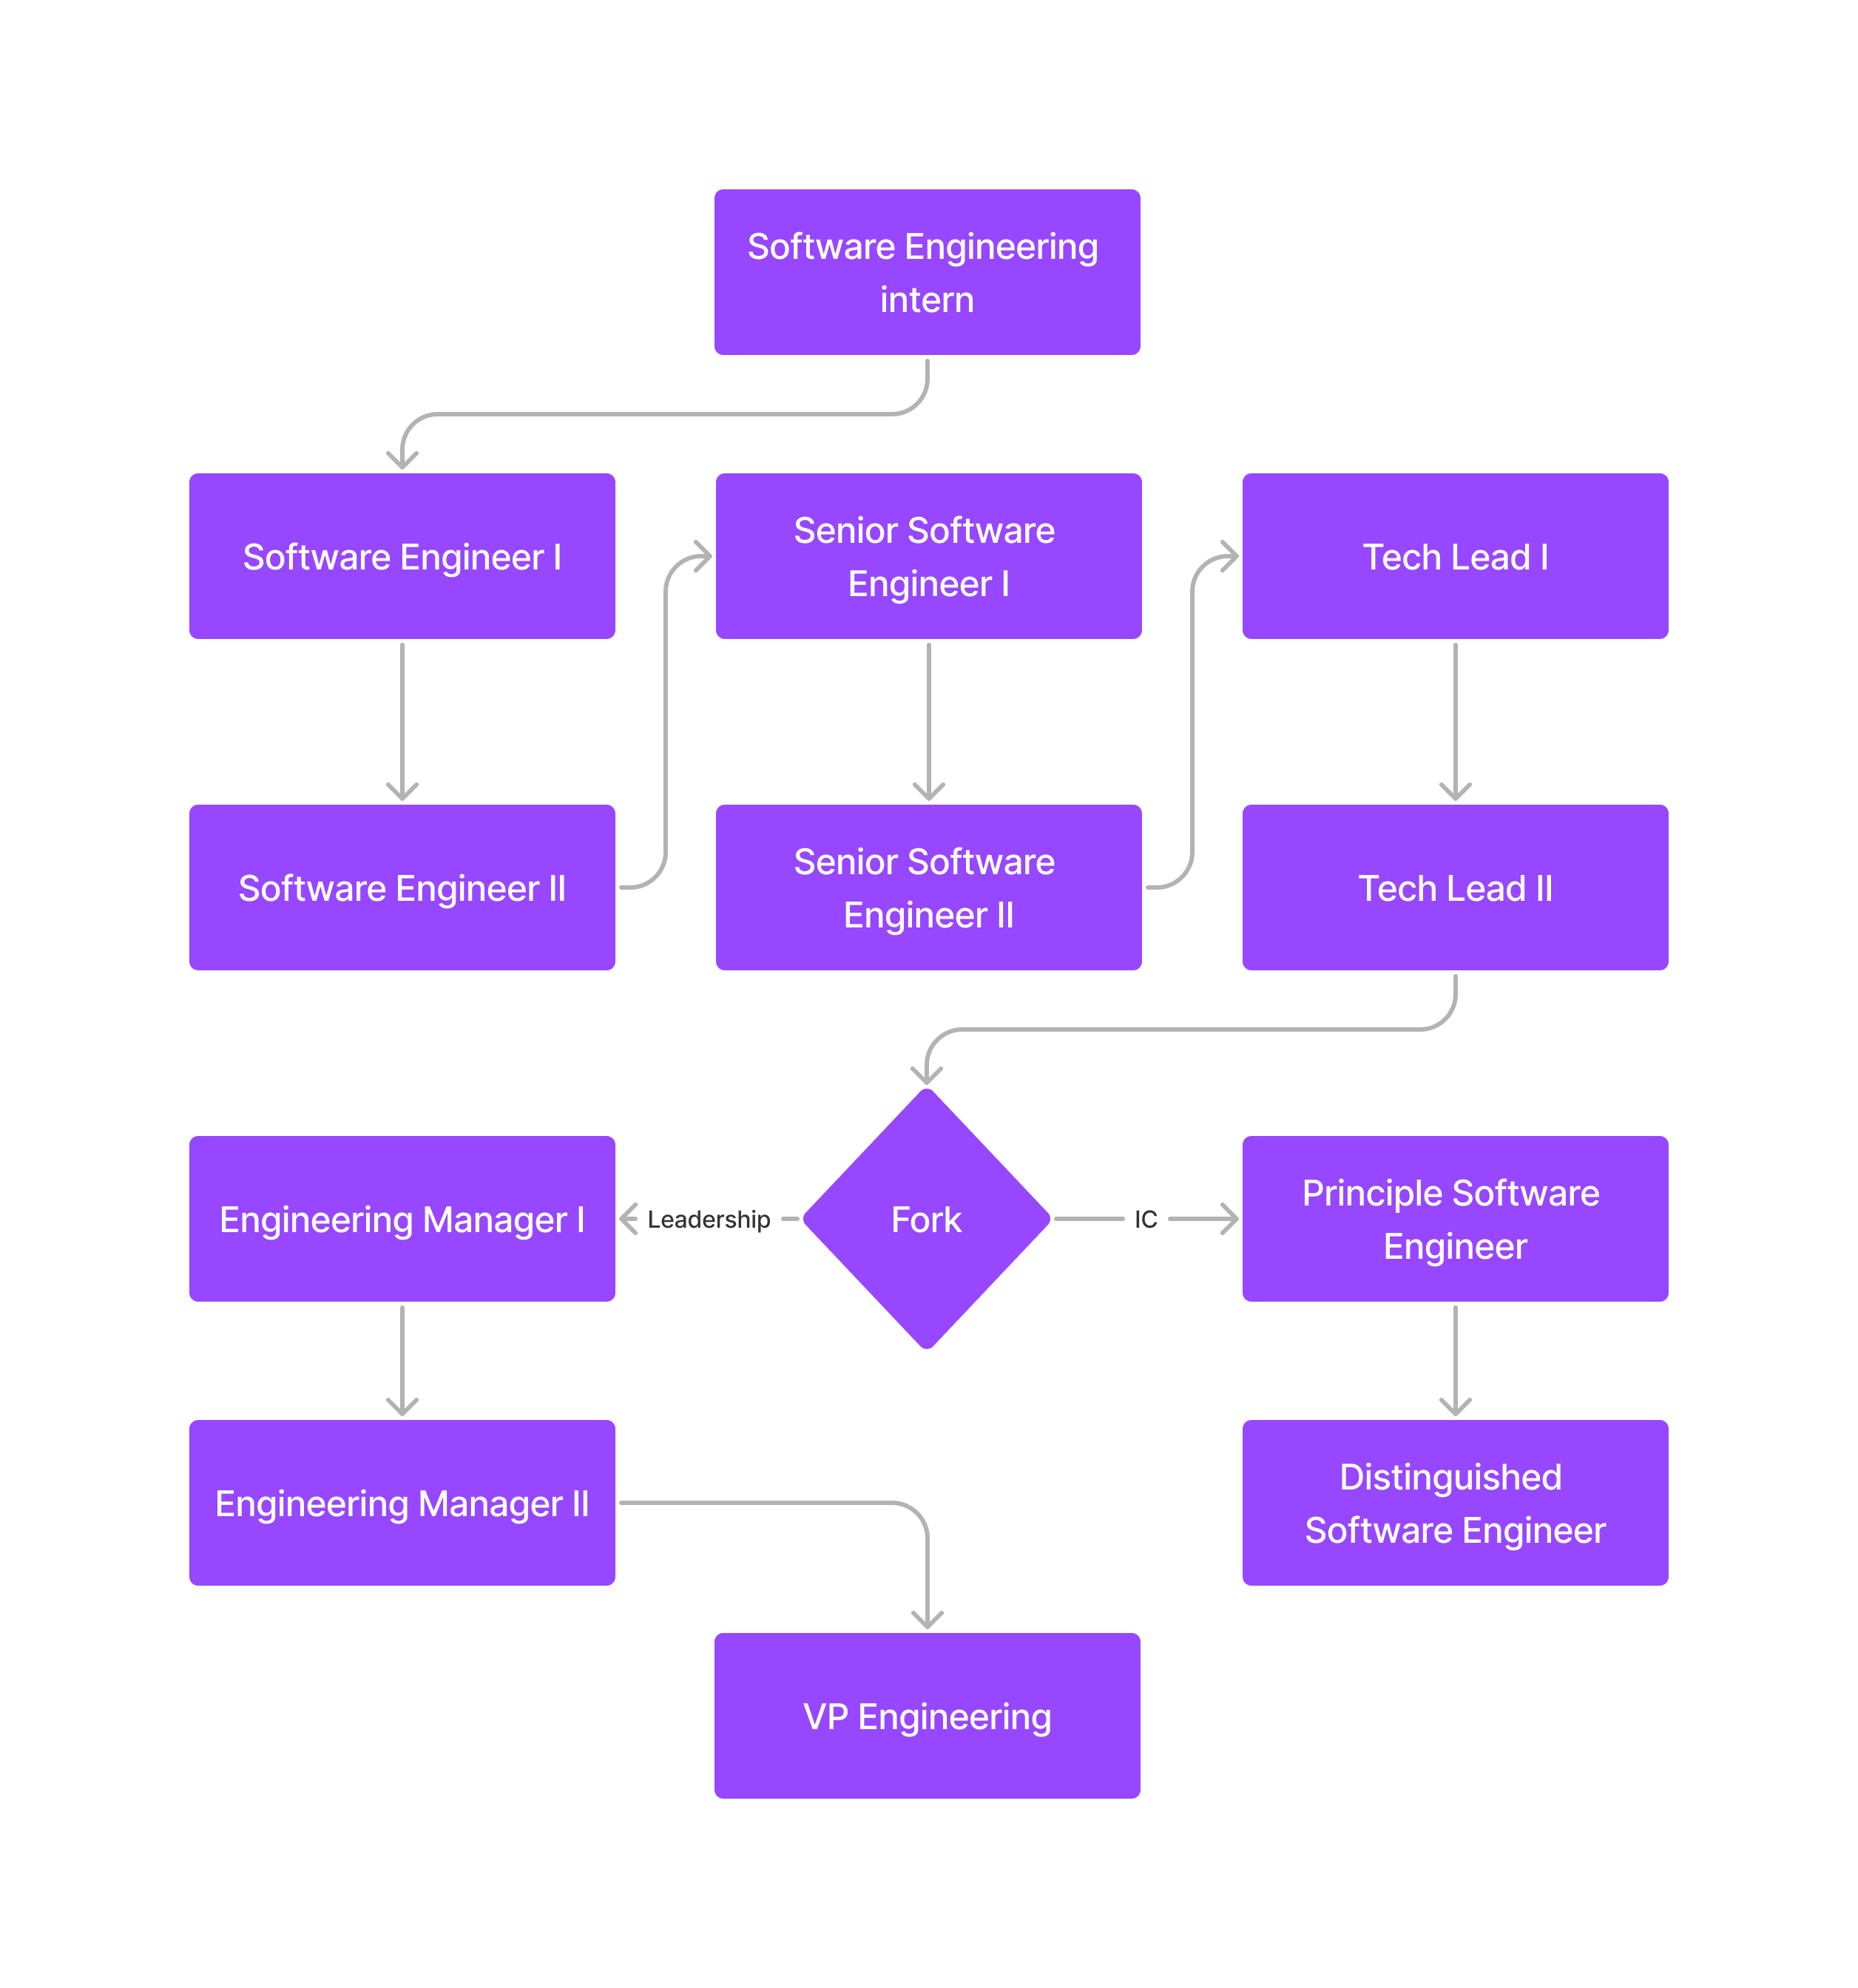 Software Engineering
intern
Software Engineer I
Senior Software
Engineer I
Tech Lead I
Software Engineer II
Senior Software
Engineer II
Tech Lead II
Engineering Manager I
Leadership
Fork
IC
Principle Software
Engineer
Engineering Manager II
Distinguished
Software Engineer
VP Engineering